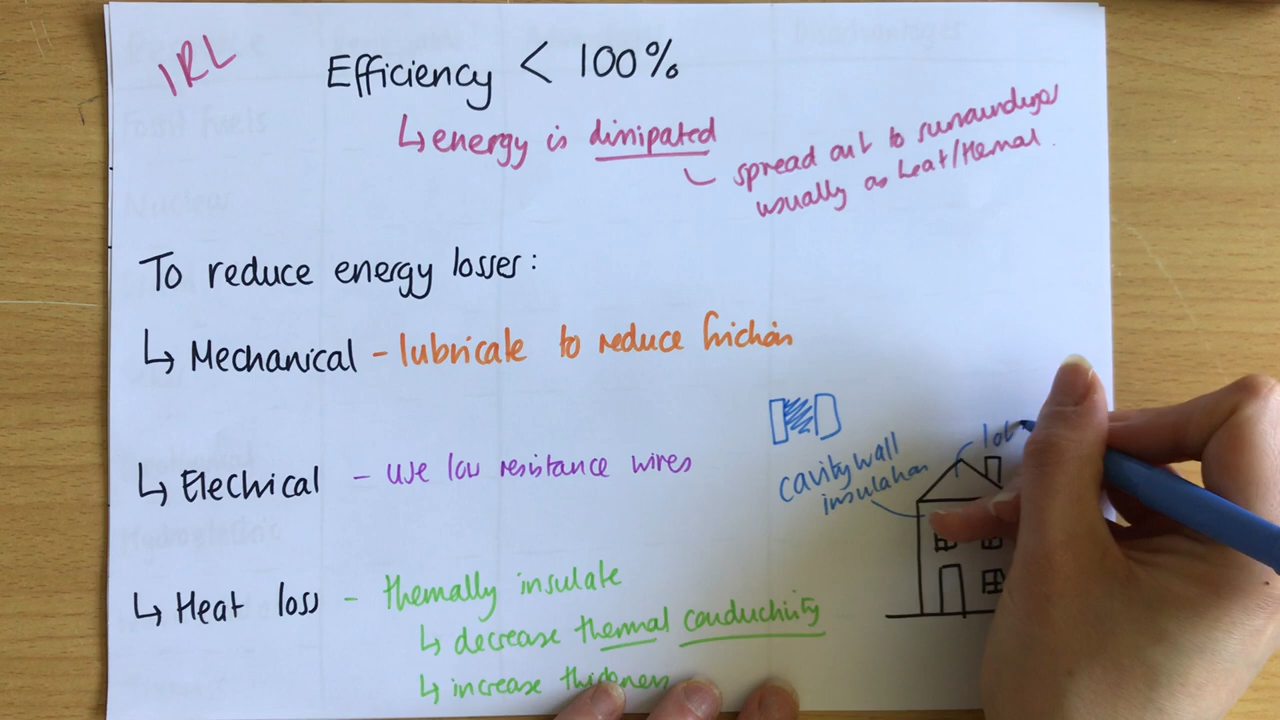 IRL
Efficiency < 100%
↳ energy is dissipated
spread out to surroundings
usually as heat/thermal.
To reduce energy losses:
↳ Mechanical - lubricate to reduce friction
↳ Electrical - use low resistance wires
cavity wall
insulation
↳ Heat loss - thermally insulate
↳ decrease thermal conductivity
↳ increase thickness